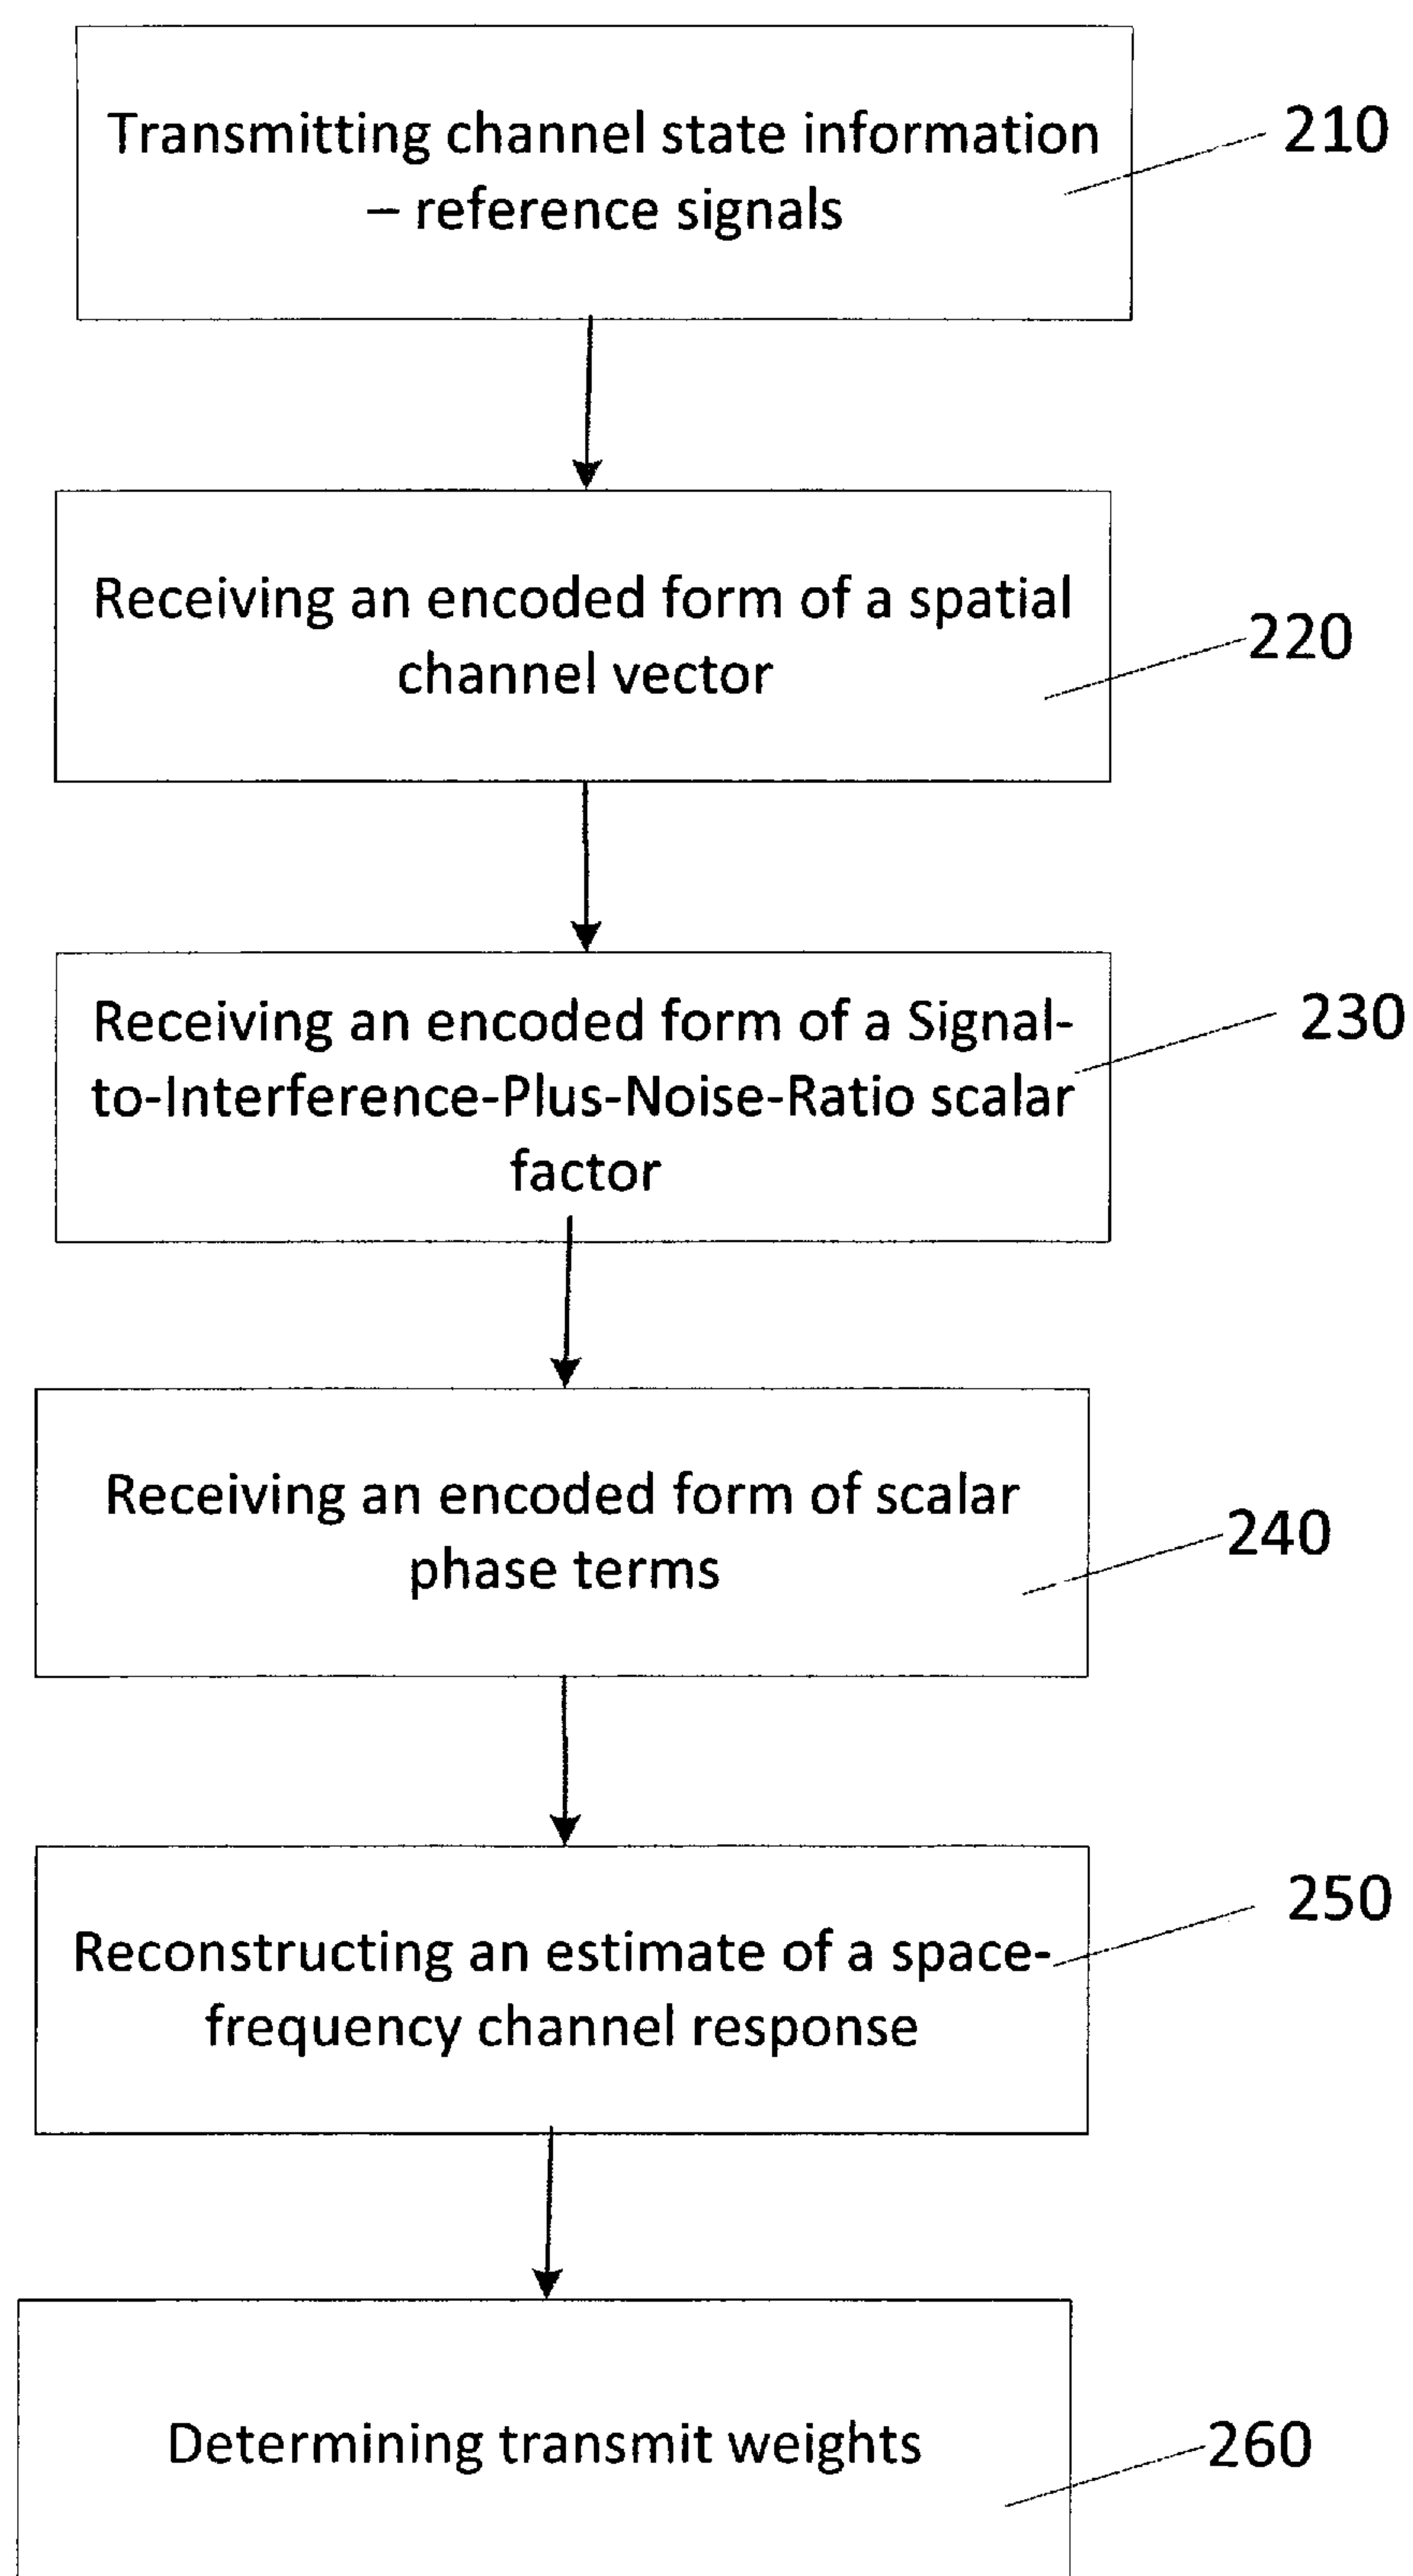 Transmitting channel state information
– reference signals
210
Receiving an encoded form of a spatial
channel vector
220
Receiving an encoded form of a Signal-
to-Interference-Plus-Noise-Ratio scalar
factor
230
Receiving an encoded form of scalar
phase terms
240
Reconstructing an estimate of a space-
frequency channel response
250
Determining transmit weights
260